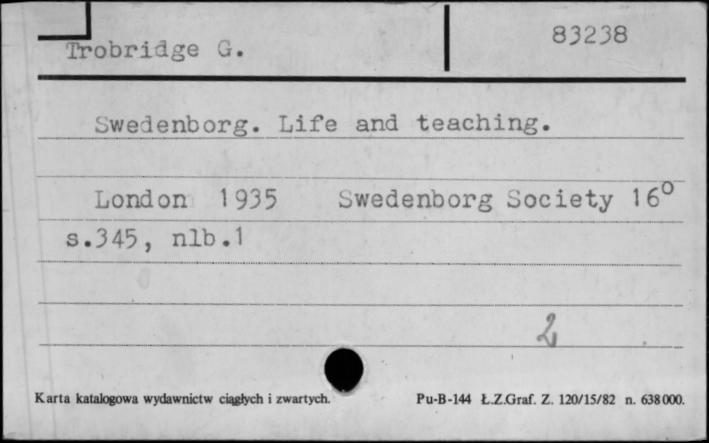 83238
Trobridge G.
Swedenborg. Life and teaching.
London 1935 Swedenborg Society 16°
s.345, nlb.1
2
Karta katalogowa wydawnictw ciągłych i zwartych. Pu-B-144 Ł.Z.Graf. Z. 120/15/82 n. 638000.